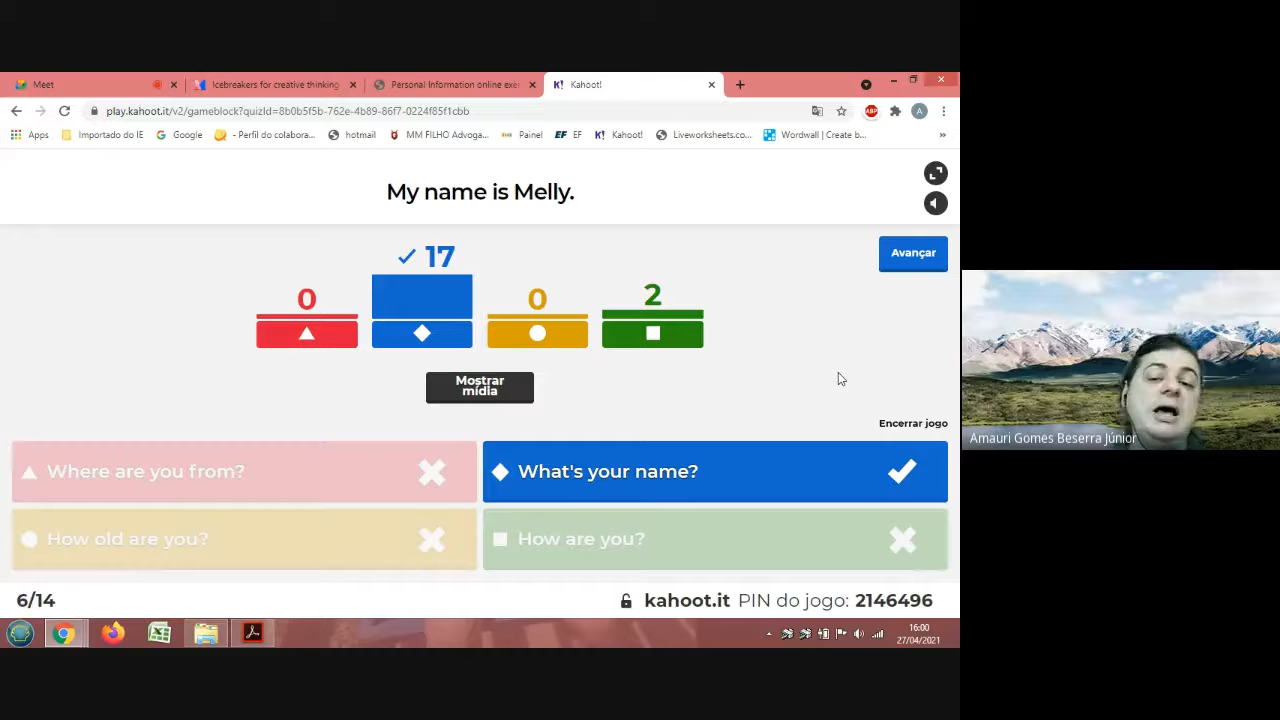 Meet
Icebreakers for creative thinking
Personal Information online exe
Kahoot!
play.kahoot.it/v2/gameblock?quizId=8b0b5f5b-762e-4b89-86f7-0224f85f1cbb
Apps
Importado do IE
Google
- Perfil do colabora...
hotmail
MM FILHO Advoga...
Painel
EF EF
K! Kahoot!
Liveworksheets.co...
Wordwall | Create b...
»
My name is Melly.
Avançar
0
17
0
2
Mostrar
mídia
Encerrar jogo
Where are you from?
What's your name?
How old are you?
How are you?
6/14
kahoot.it PIN do jogo: 2146496
16:00
27/04/2021
Amauri Gomes Beserra Júnior